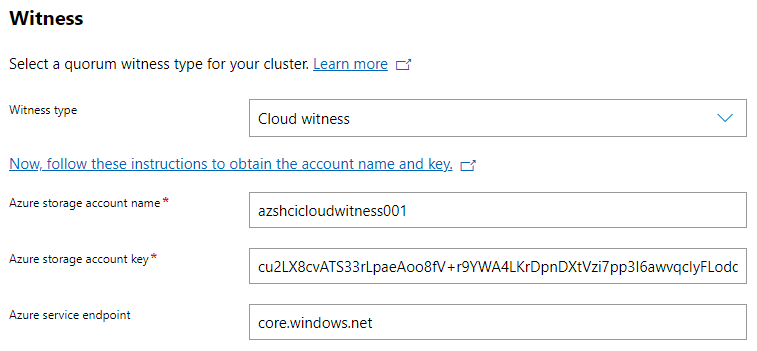 Witness
Select a quorum witness type for your cluster. Learn more
Witness type
Cloud witness
Now, follow these instructions to obtain the account name and key.
Azure storage account name*
azshcicloudwitness001
Azure storage account key*
Azure service endpoint
core.windows.net